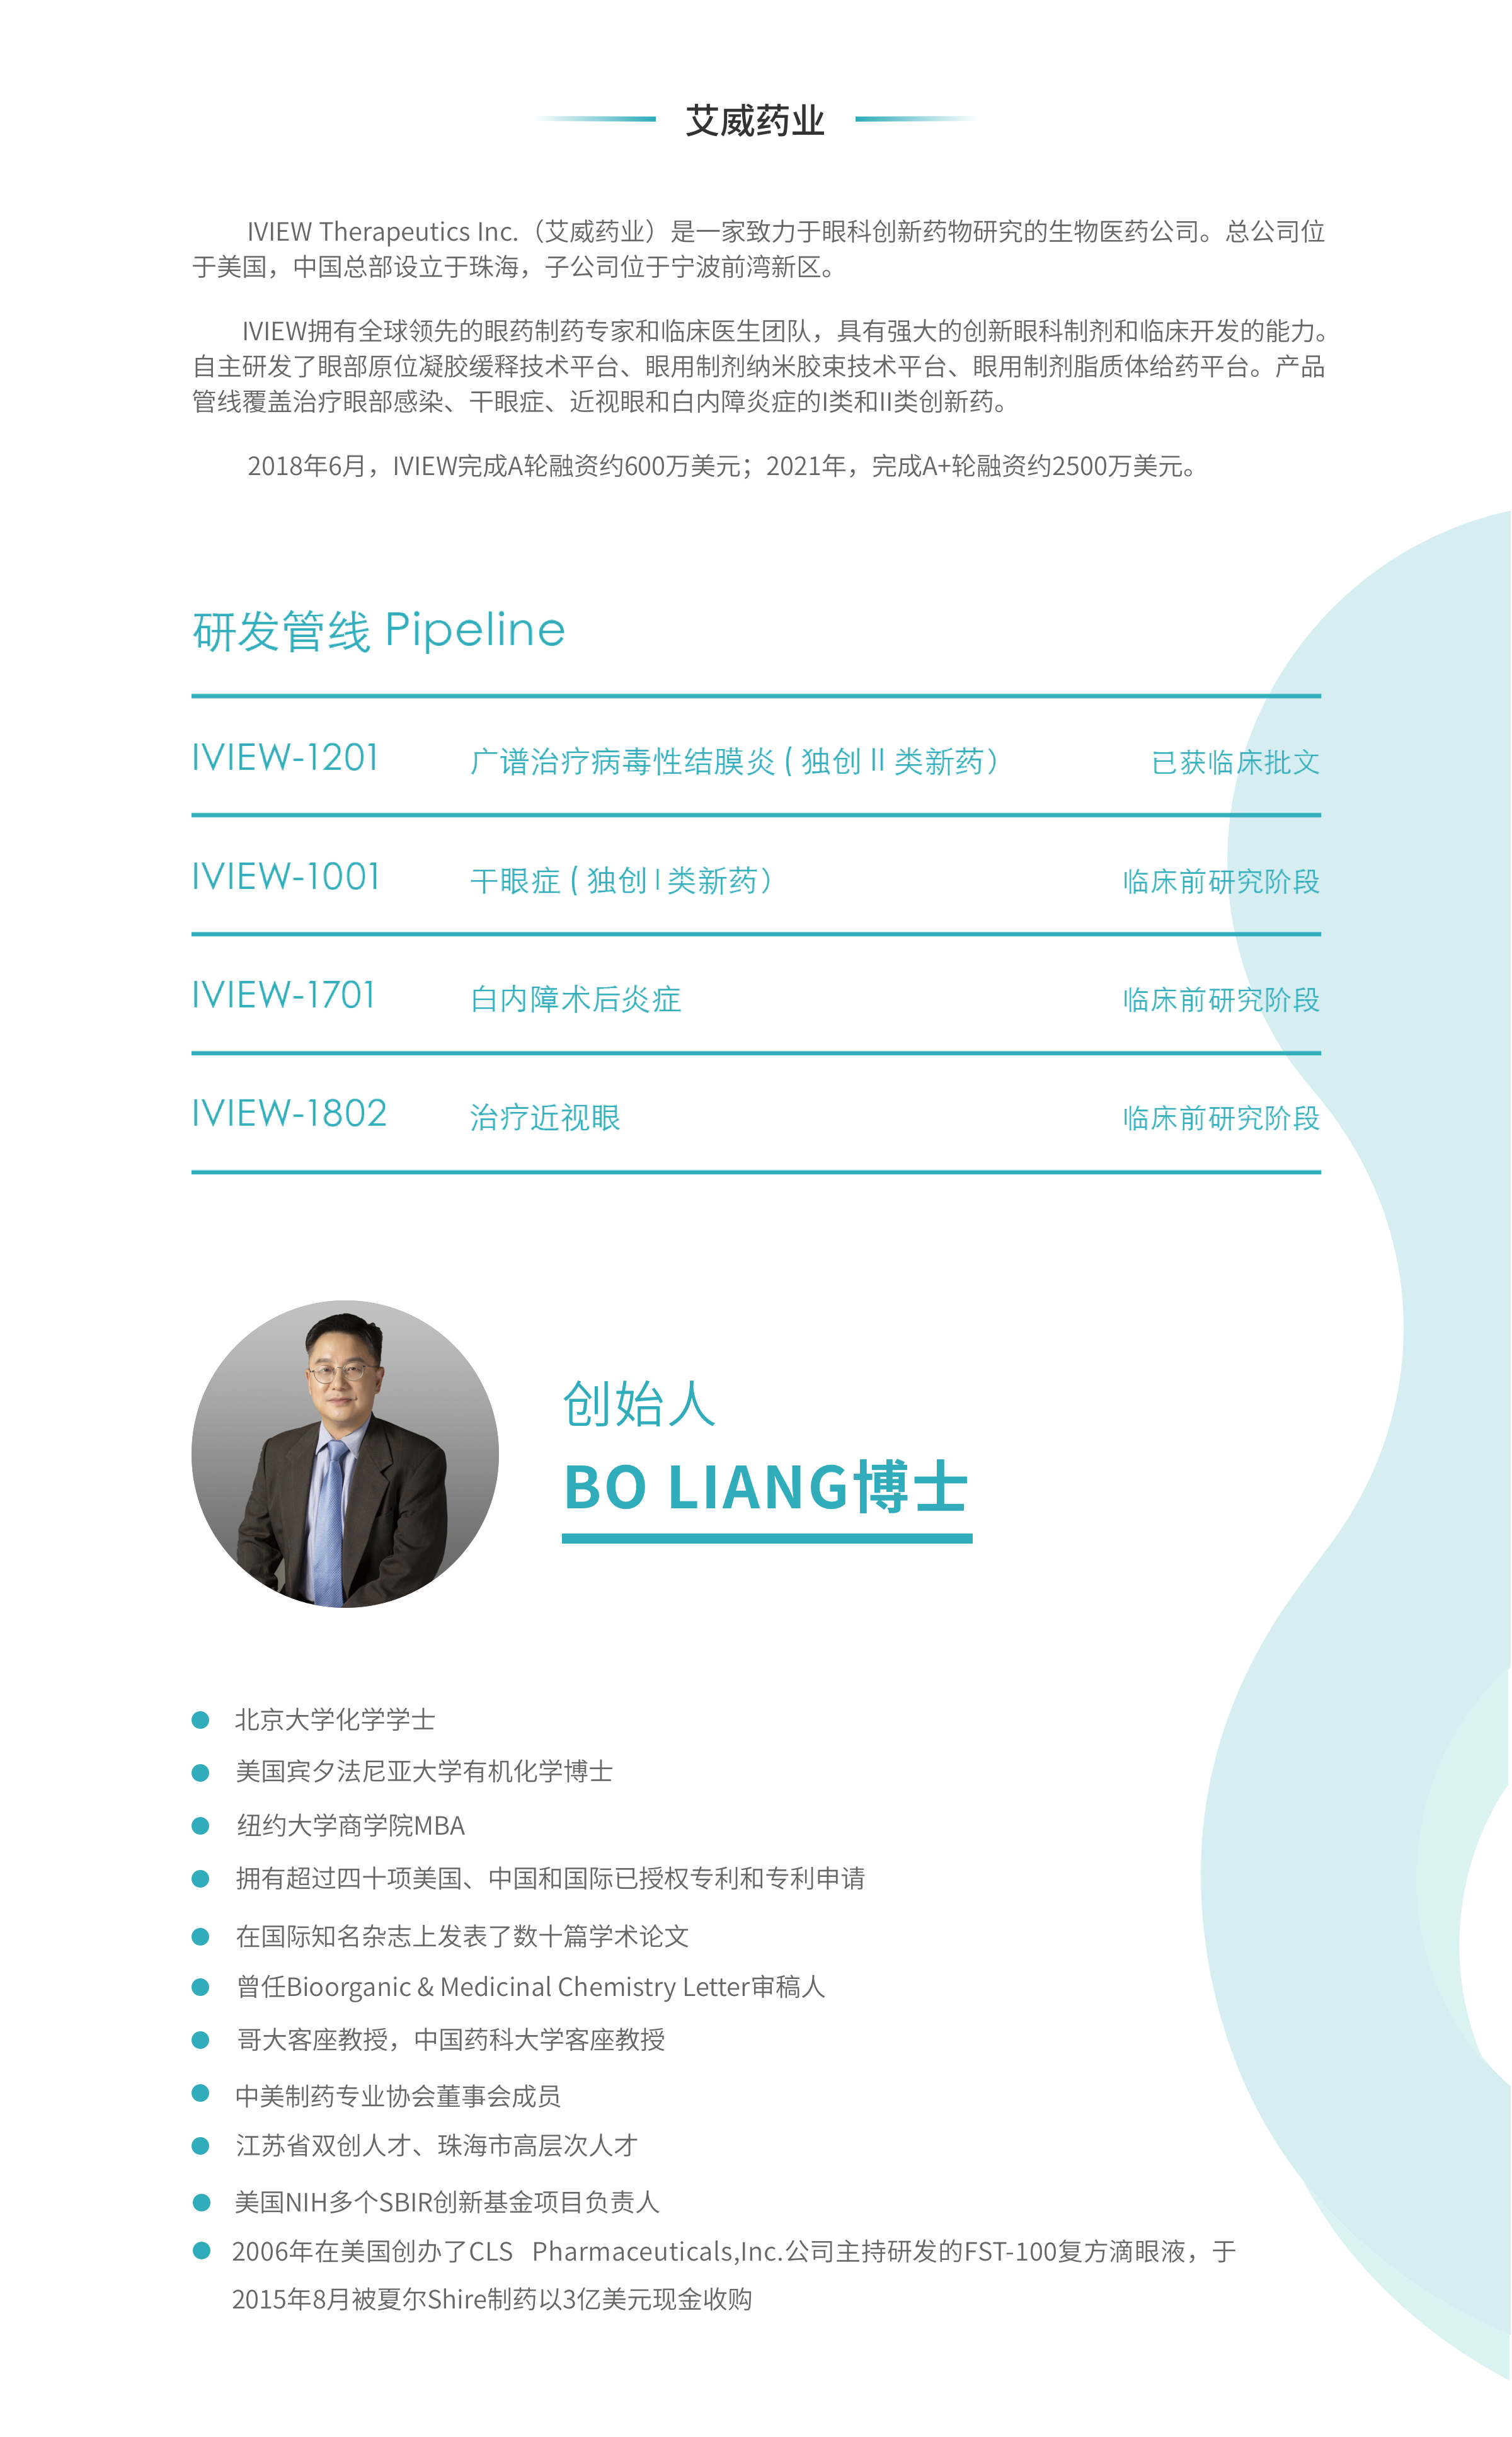 艾威药业
IVIEW Therapeutics Inc.（艾威药业）是一家致力于眼科创新药物研究的生物医药公司。总公司位
于美国，中国总部设立于珠海，子公司位于宁波前湾新区。
IVIEW拥有全球领先的眼药制药专家和临床医生团队，具有强大的创新眼科制剂和临床开发的能力。
自主研发了眼部原位凝胶缓释技术平台、眼用制剂纳米胶束技术平台、眼用制剂脂质体给药平台。产品
管线覆盖治疗眼部感染、干眼症、近视眼和白内障炎症的I类和II类创新药。
2018年6月，IVIEW完成A轮融资约600万美元；2021年，完成A+轮融资约2500万美元。
研发管线 Pipeline
IVIEW-1201 广谱治疗病毒性结膜炎 ( 独创 II 类新药） 已获临床批文
IVIEW-1001 干眼症 ( 独创 I 类新药） 临床前研究阶段
IVIEW-1701 白内障术后炎症 临床前研究阶段
IVIEW-1802 治疗近视眼 临床前研究阶段
创始人
BO LIANG博士
北京大学化学学士
美国宾夕法尼亚大学有机化学博士
纽约大学商学院MBA
拥有超过四十项美国、中国和国际已授权专利和专利申请
在国际知名杂志上发表了数十篇学术论文
曾任Bioorganic & Medicinal Chemistry Letter审稿人
哥大客座教授，中国药科大学客座教授
中美制药专业协会董事会成员
江苏省双创人才、珠海市高层次人才
美国NIH多个SBIR创新基金项目负责人
2006年在美国创办了CLS Pharmaceuticals,Inc.公司主持研发的FST-100复方滴眼液，于
2015年8月被夏尔Shire制药以3亿美元现金收购